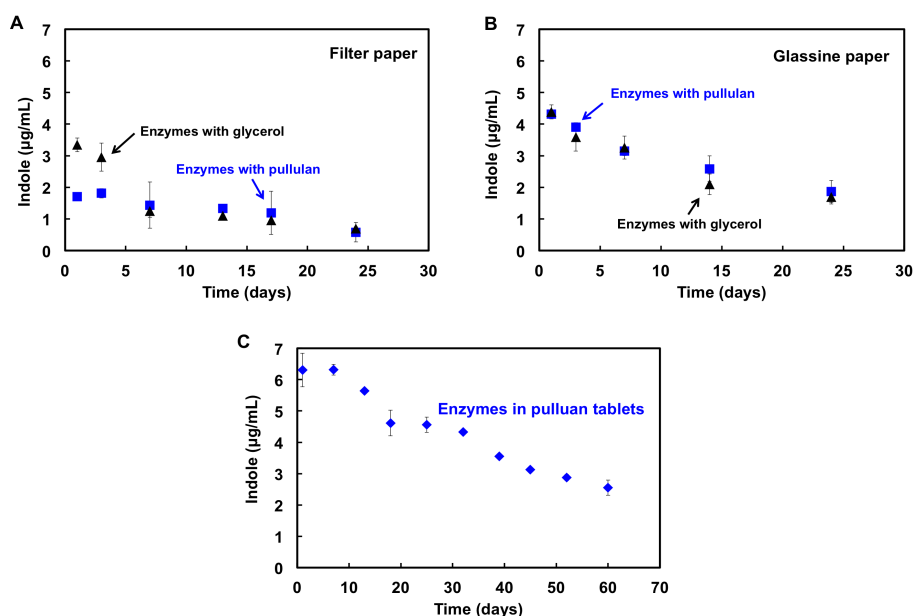 A
Filter paper
7
6
5
4
3
2
1
0
Indole (µg/mL)
Enzymes with glycerol
Enzymes with pullulan
0 5 10 15 20 25 30
Time (days)
B
Glassine paper
7
6
5
4
3
2
1
0
Indole (µg/mL)
Enzymes with pullulan
Enzymes with glycerol
0 5 10 15 20 25 30
Time (days)
C
7
6
5
4
3
2
1
0
Indole (µg/mL)
Enzymes in pulluan tablets
0 10 20 30 40 50 60 70
Time (days)